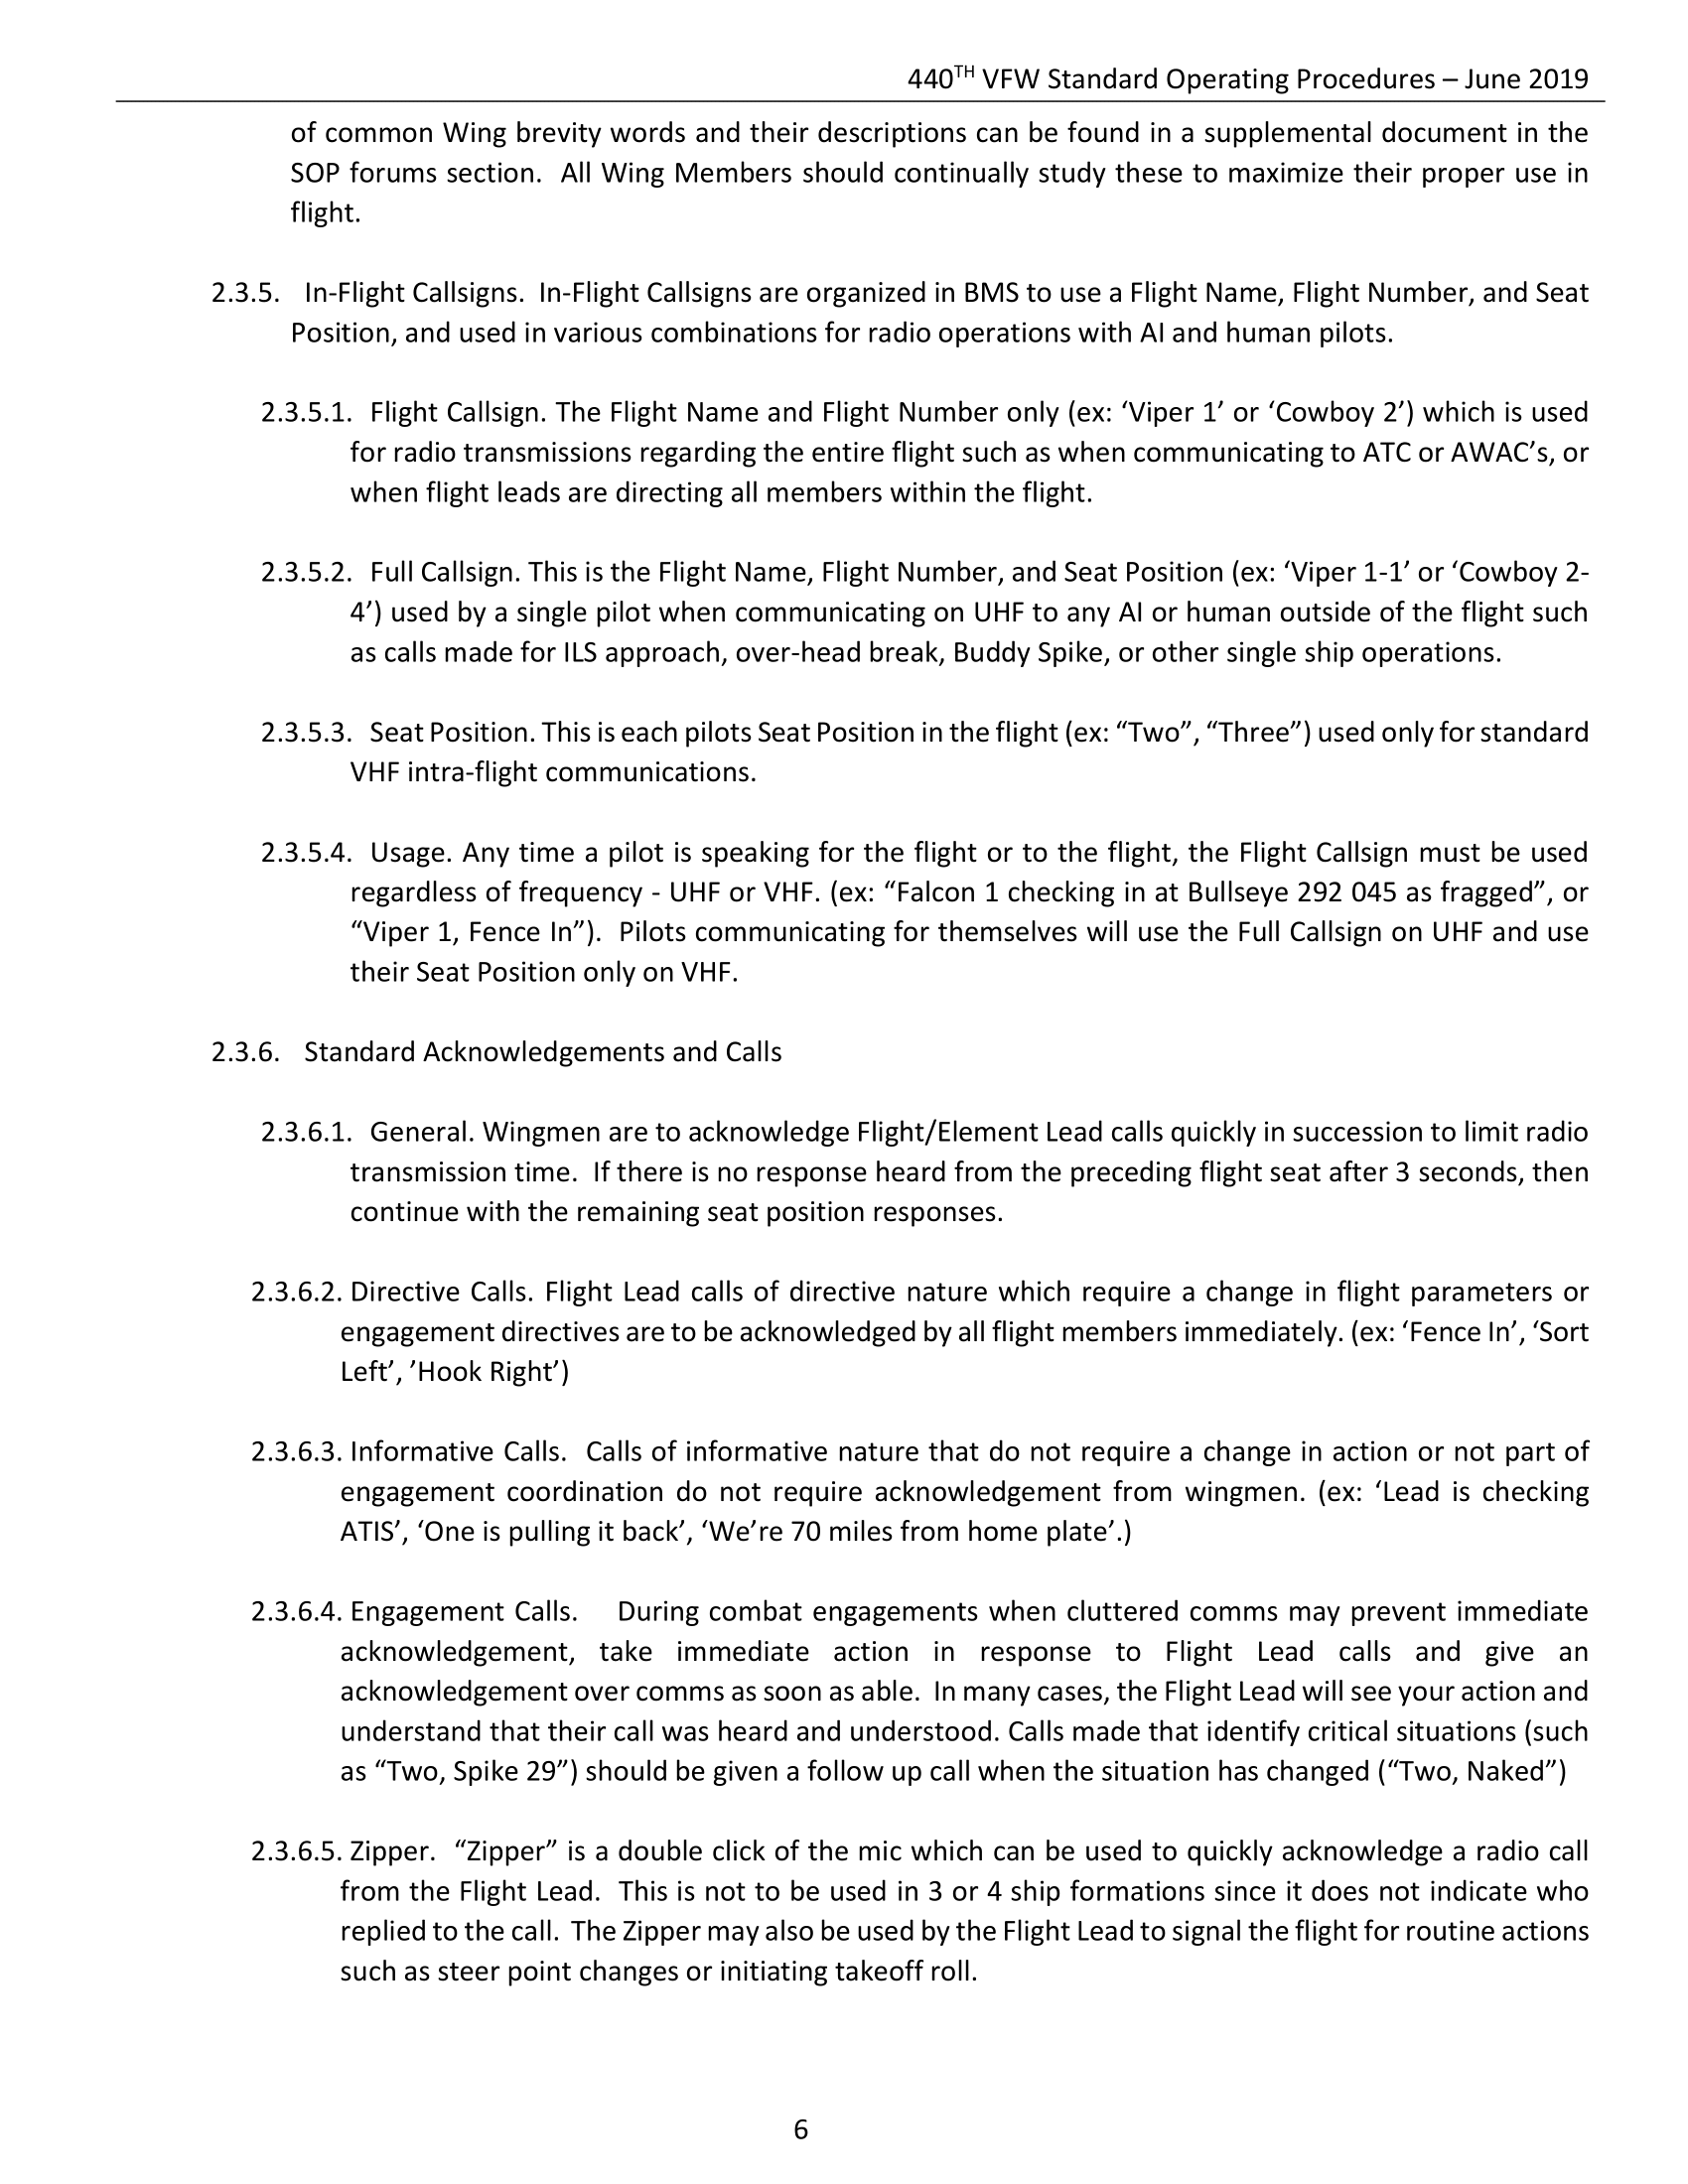 440TH VFW Standard Operating Procedures – June 2019
of common Wing brevity words and their descriptions can be found in a supplemental document in the
SOP forums section.  All Wing Members should continually study these to maximize their proper use in
flight.
2.3.5.   In-Flight Callsigns.  In-Flight Callsigns are organized in BMS to use a Flight Name, Flight Number, and Seat
Position, and used in various combinations for radio operations with AI and human pilots.
2.3.5.1.  Flight Callsign. The Flight Name and Flight Number only (ex: ‘Viper 1’ or ‘Cowboy 2’) which is used
for radio transmissions regarding the entire flight such as when communicating to ATC or AWAC’s, or
when flight leads are directing all members within the flight.
2.3.5.2.  Full Callsign. This is the Flight Name, Flight Number, and Seat Position (ex: ‘Viper 1-1’ or ‘Cowboy 2-
4’) used by a single pilot when communicating on UHF to any AI or human outside of the flight such
as calls made for ILS approach, over-head break, Buddy Spike, or other single ship operations.
2.3.5.3.  Seat Position. This is each pilots Seat Position in the flight (ex: “Two”, “Three”) used only for standard
VHF intra-flight communications.
2.3.5.4.  Usage. Any time a pilot is speaking for the flight or to the flight, the Flight Callsign must be used
regardless of frequency - UHF or VHF. (ex: “Falcon 1 checking in at Bullseye 292 045 as fragged”, or
“Viper 1, Fence In”).  Pilots communicating for themselves will use the Full Callsign on UHF and use
their Seat Position only on VHF.
2.3.6.   Standard Acknowledgements and Calls
2.3.6.1.  General. Wingmen are to acknowledge Flight/Element Lead calls quickly in succession to limit radio
transmission time.  If there is no response heard from the preceding flight seat after 3 seconds, then
continue with the remaining seat position responses.
2.3.6.2. Directive Calls. Flight Lead calls of directive nature which require a change in flight parameters or
engagement directives are to be acknowledged by all flight members immediately. (ex: ‘Fence In’, ‘Sort
Left’, ’Hook Right’)
2.3.6.3. Informative Calls.  Calls of informative nature that do not require a change in action or not part of
engagement coordination do not require acknowledgement from wingmen. (ex: ‘Lead is checking
ATIS’, ‘One is pulling it back’, ‘We’re 70 miles from home plate’.)
2.3.6.4. Engagement Calls.   During combat engagements when cluttered comms may prevent immediate
acknowledgement, take immediate action in response to Flight Lead calls and give an
acknowledgement over comms as soon as able.  In many cases, the Flight Lead will see your action and
understand that their call was heard and understood. Calls made that identify critical situations (such
as “Two, Spike 29”) should be given a follow up call when the situation has changed (“Two, Naked”)
2.3.6.5. Zipper.  “Zipper” is a double click of the mic which can be used to quickly acknowledge a radio call
from the Flight Lead.  This is not to be used in 3 or 4 ship formations since it does not indicate who
replied to the call.  The Zipper may also be used by the Flight Lead to signal the flight for routine actions
such as steer point changes or initiating takeoff roll.
6